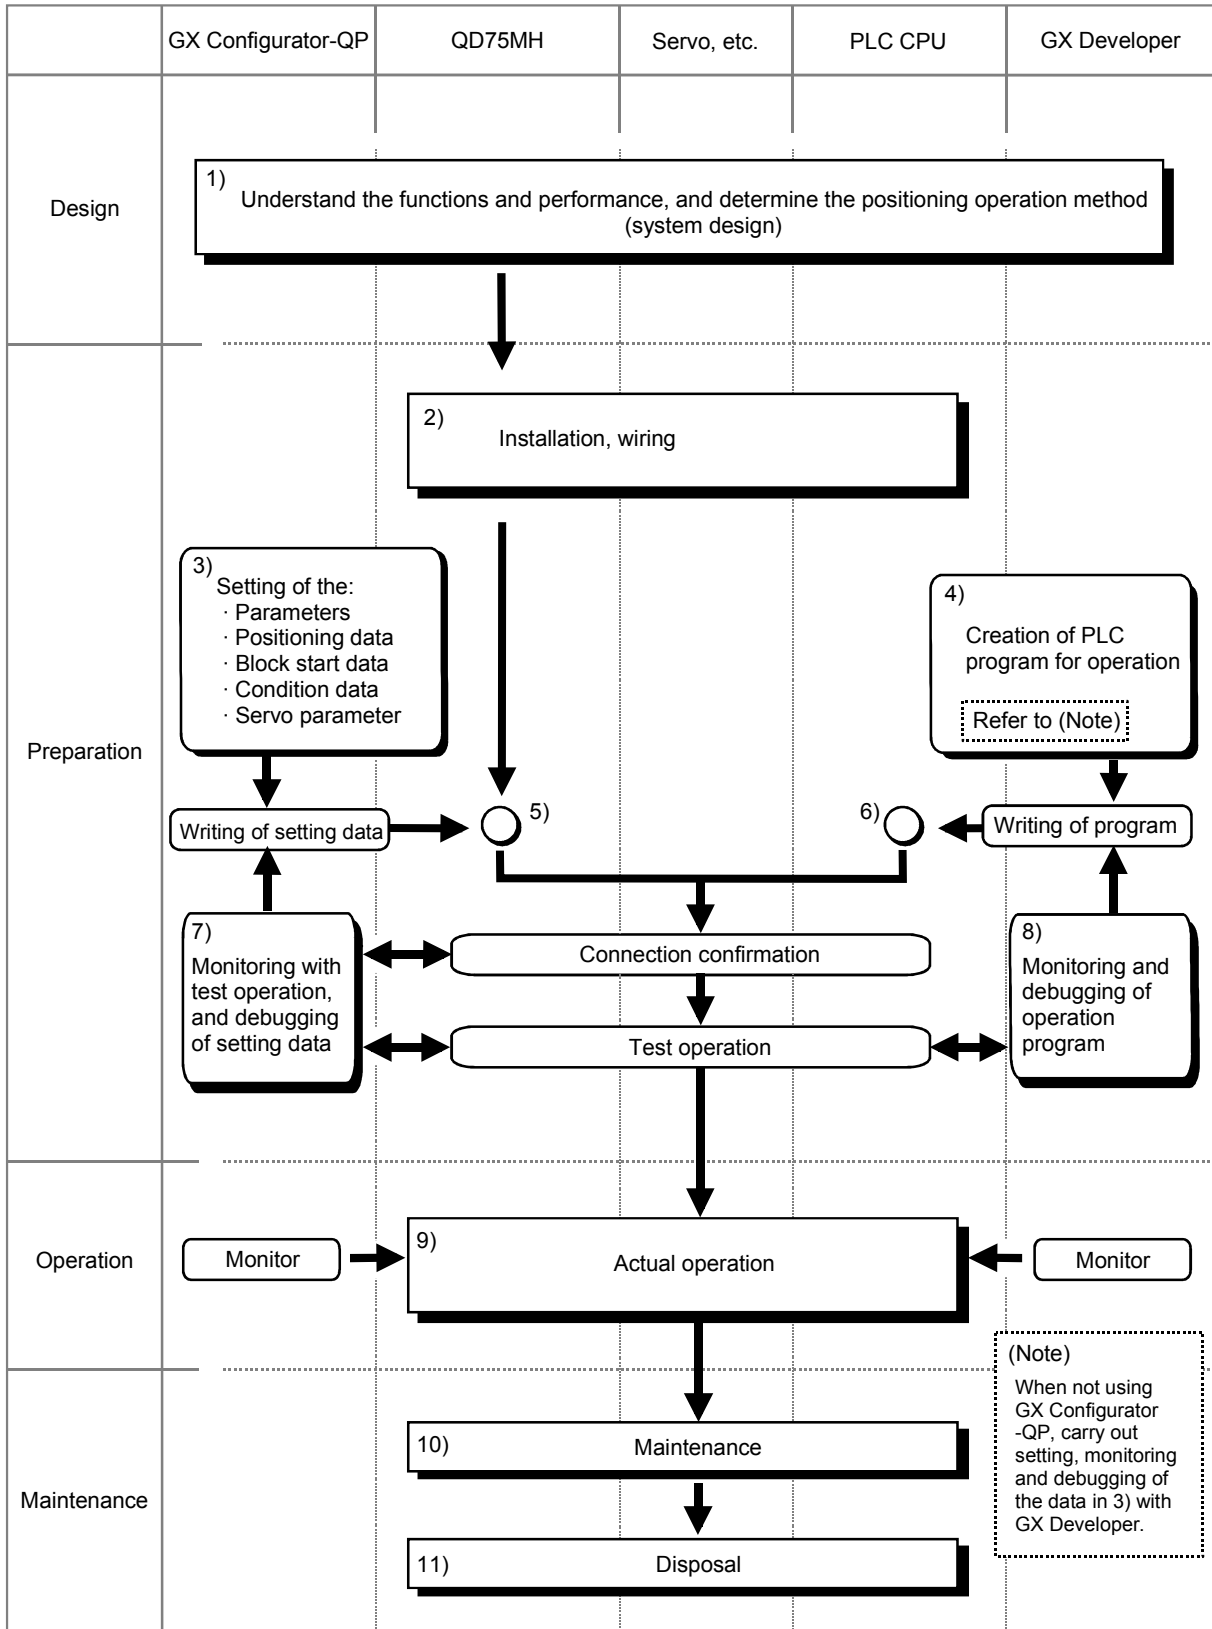 GX Configurator-QP
QD75MH
Servo, etc.
PLC CPU
GX Developer
Design
1)
Understand the functions and performance, and determine the positioning operation method
(system design)
Preparation
2)
Installation, wiring
3)
Setting of the:
· Parameters
· Positioning data
· Block start data
· Condition data
· Servo parameter
4)
Creation of PLC
program for operation
Refer to (Note)
Writing of setting data
5)
6)
Writing of program
7)
Monitoring with
test operation,
and debugging
of setting data
Connection confirmation
Test operation
8)
Monitoring and
debugging of
operation
program
Operation
Monitor
9)
Actual operation
Monitor
(Note)
When not using
GX Configurator
-QP, carry out
setting, monitoring
and debugging of
the data in 3) with
GX Developer.
Maintenance
10)
Maintenance
11)
Disposal